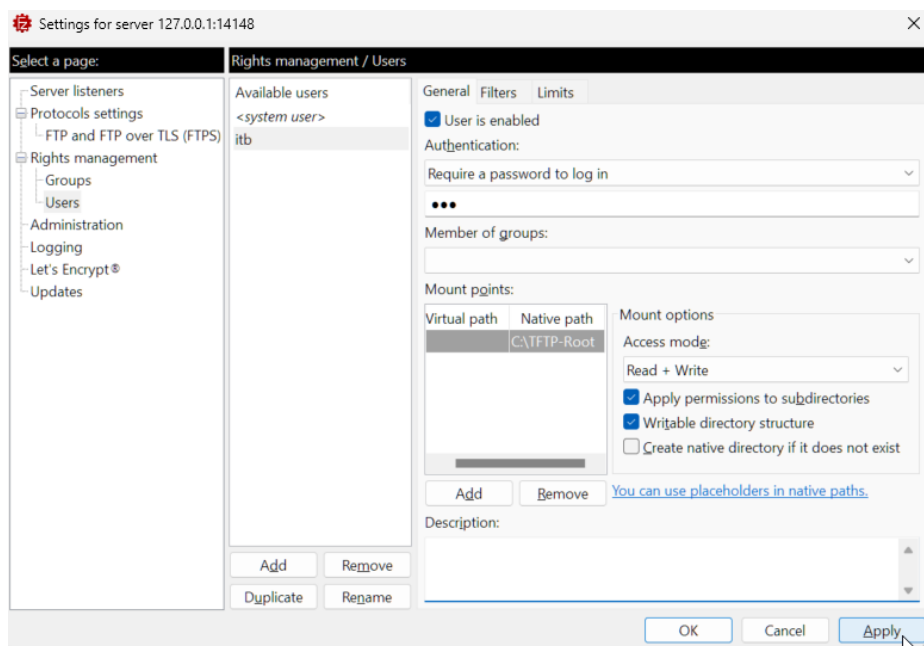 Settings for server 127.0.0.1:14148
Select a page:
Server listeners
Protocols settings
FTP and FTP over TLS (FTPS)
Rights management
Groups
Users
Administration
Logging
Let's Encrypt®
Updates
Rights management / Users
Available users
<system user>
itb
Add
Remove
Duplicate
Rename
General Filters Limits
User is enabled
Authentication:
Require a password to log in
•••
Member of groups:
Mount points:
Virtual path Native path
C:\TFTP-Root
Add
Remove
Mount options
Access mode:
Read + Write
Apply permissions to subdirectories
Writable directory structure
Create native directory if it does not exist
You can use placeholders in native paths.
Description:
OK
Cancel
Apply